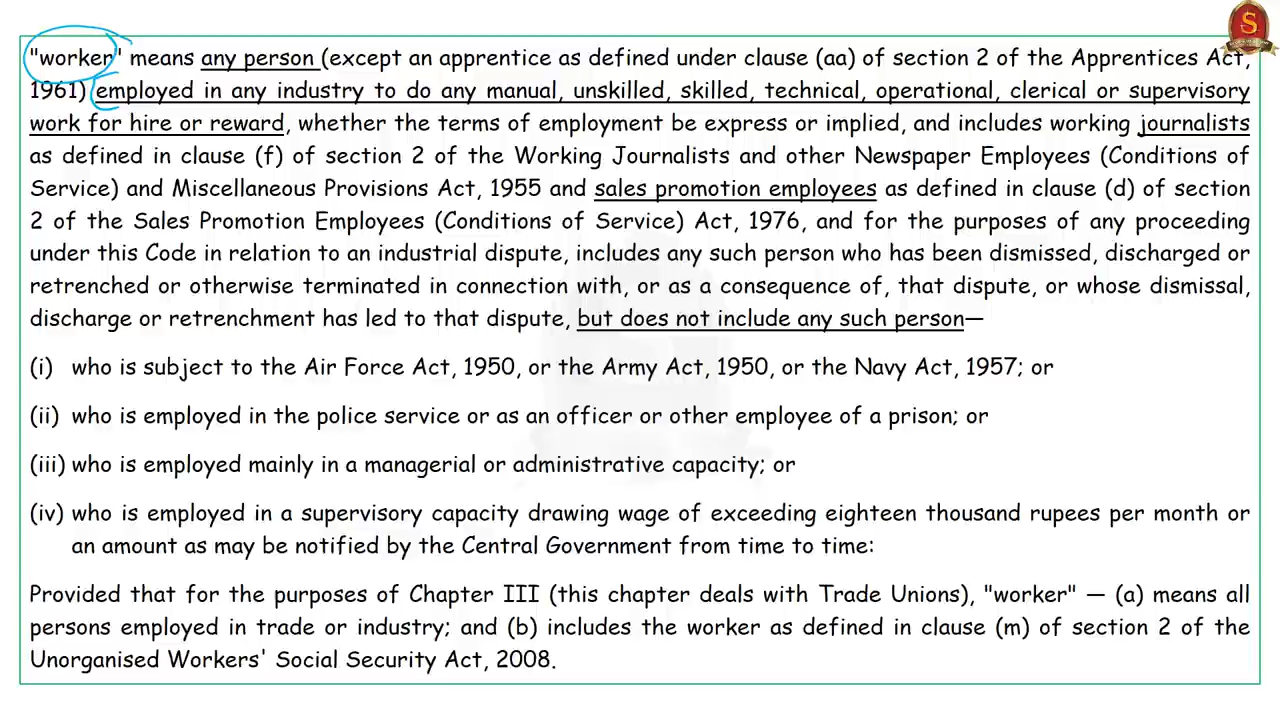 "worker" means any person (except an apprentice as defined under clause (aa) of section 2 of the Apprentices Act,
1961) employed in any industry to do any manual, unskilled, skilled, technical, operational, clerical or supervisory
work for hire or reward, whether the terms of employment be express or implied, and includes working journalists
as defined in clause (f) of section 2 of the Working Journalists and other Newspaper Employees (Conditions of
Service) and Miscellaneous Provisions Act, 1955 and sales promotion employees as defined in clause (d) of section
2 of the Sales Promotion Employees (Conditions of Service) Act, 1976, and for the purposes of any proceeding
under this Code in relation to an industrial dispute, includes any such person who has been dismissed, discharged or
retrenched or otherwise terminated in connection with, or as a consequence of, that dispute, or whose dismissal,
discharge or retrenchment has led to that dispute, but does not include any such person—
(i) who is subject to the Air Force Act, 1950, or the Army Act, 1950, or the Navy Act, 1957; or
(ii) who is employed in the police service or as an officer or other employee of a prison; or
(iii) who is employed mainly in a managerial or administrative capacity; or
(iv) who is employed in a supervisory capacity drawing wage of exceeding eighteen thousand rupees per month or
an amount as may be notified by the Central Government from time to time:
Provided that for the purposes of Chapter III (this chapter deals with Trade Unions), "worker" — (a) means all
persons employed in trade or industry; and (b) includes the worker as defined in clause (m) of section 2 of the
Unorganised Workers' Social Security Act, 2008.
S